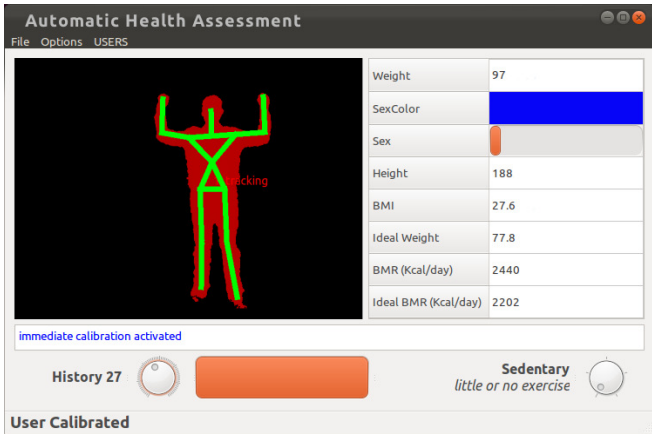 Automatic Health Assessment
File Options USERS
Weight 97
SexColor
Sex
Height 188
BMI 27.6
Ideal Weight 77.8
BMR (Kcal/day) 2440
Ideal BMR (Kcal/day) 2202
tracking
immediate calibration activated
History 27
Sedentary
little or no exercise
User Calibrated